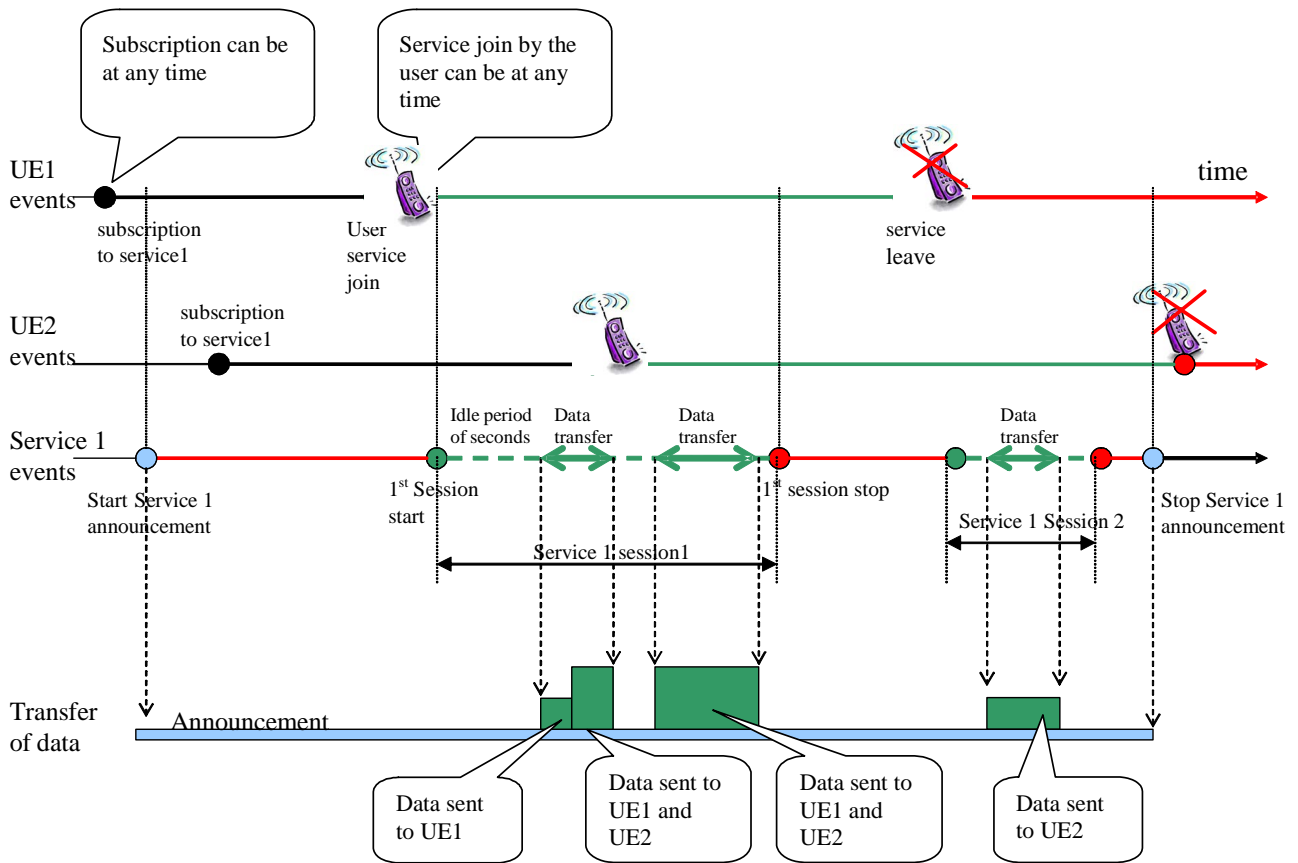 Subscription can be
at any time
Service join by the
user can be at any
time
UE1
events
time
subscription
to service1
User
service
join
service
leave
UE2
events
subscription
to service1
Service 1
events
Idle period
of seconds
Data
transfer
Data
transfer
Data
transfer
Start Service 1
announcement
1st Session
start
1st session stop
Service 1 Session 2
Stop Service 1
announcement
Service 1 session1
Transfer
of data
Announcement
Data sent
to UE1
Data sent to
UE1 and
UE2
Data sent to
UE1 and
UE2
Data sent
to UE2